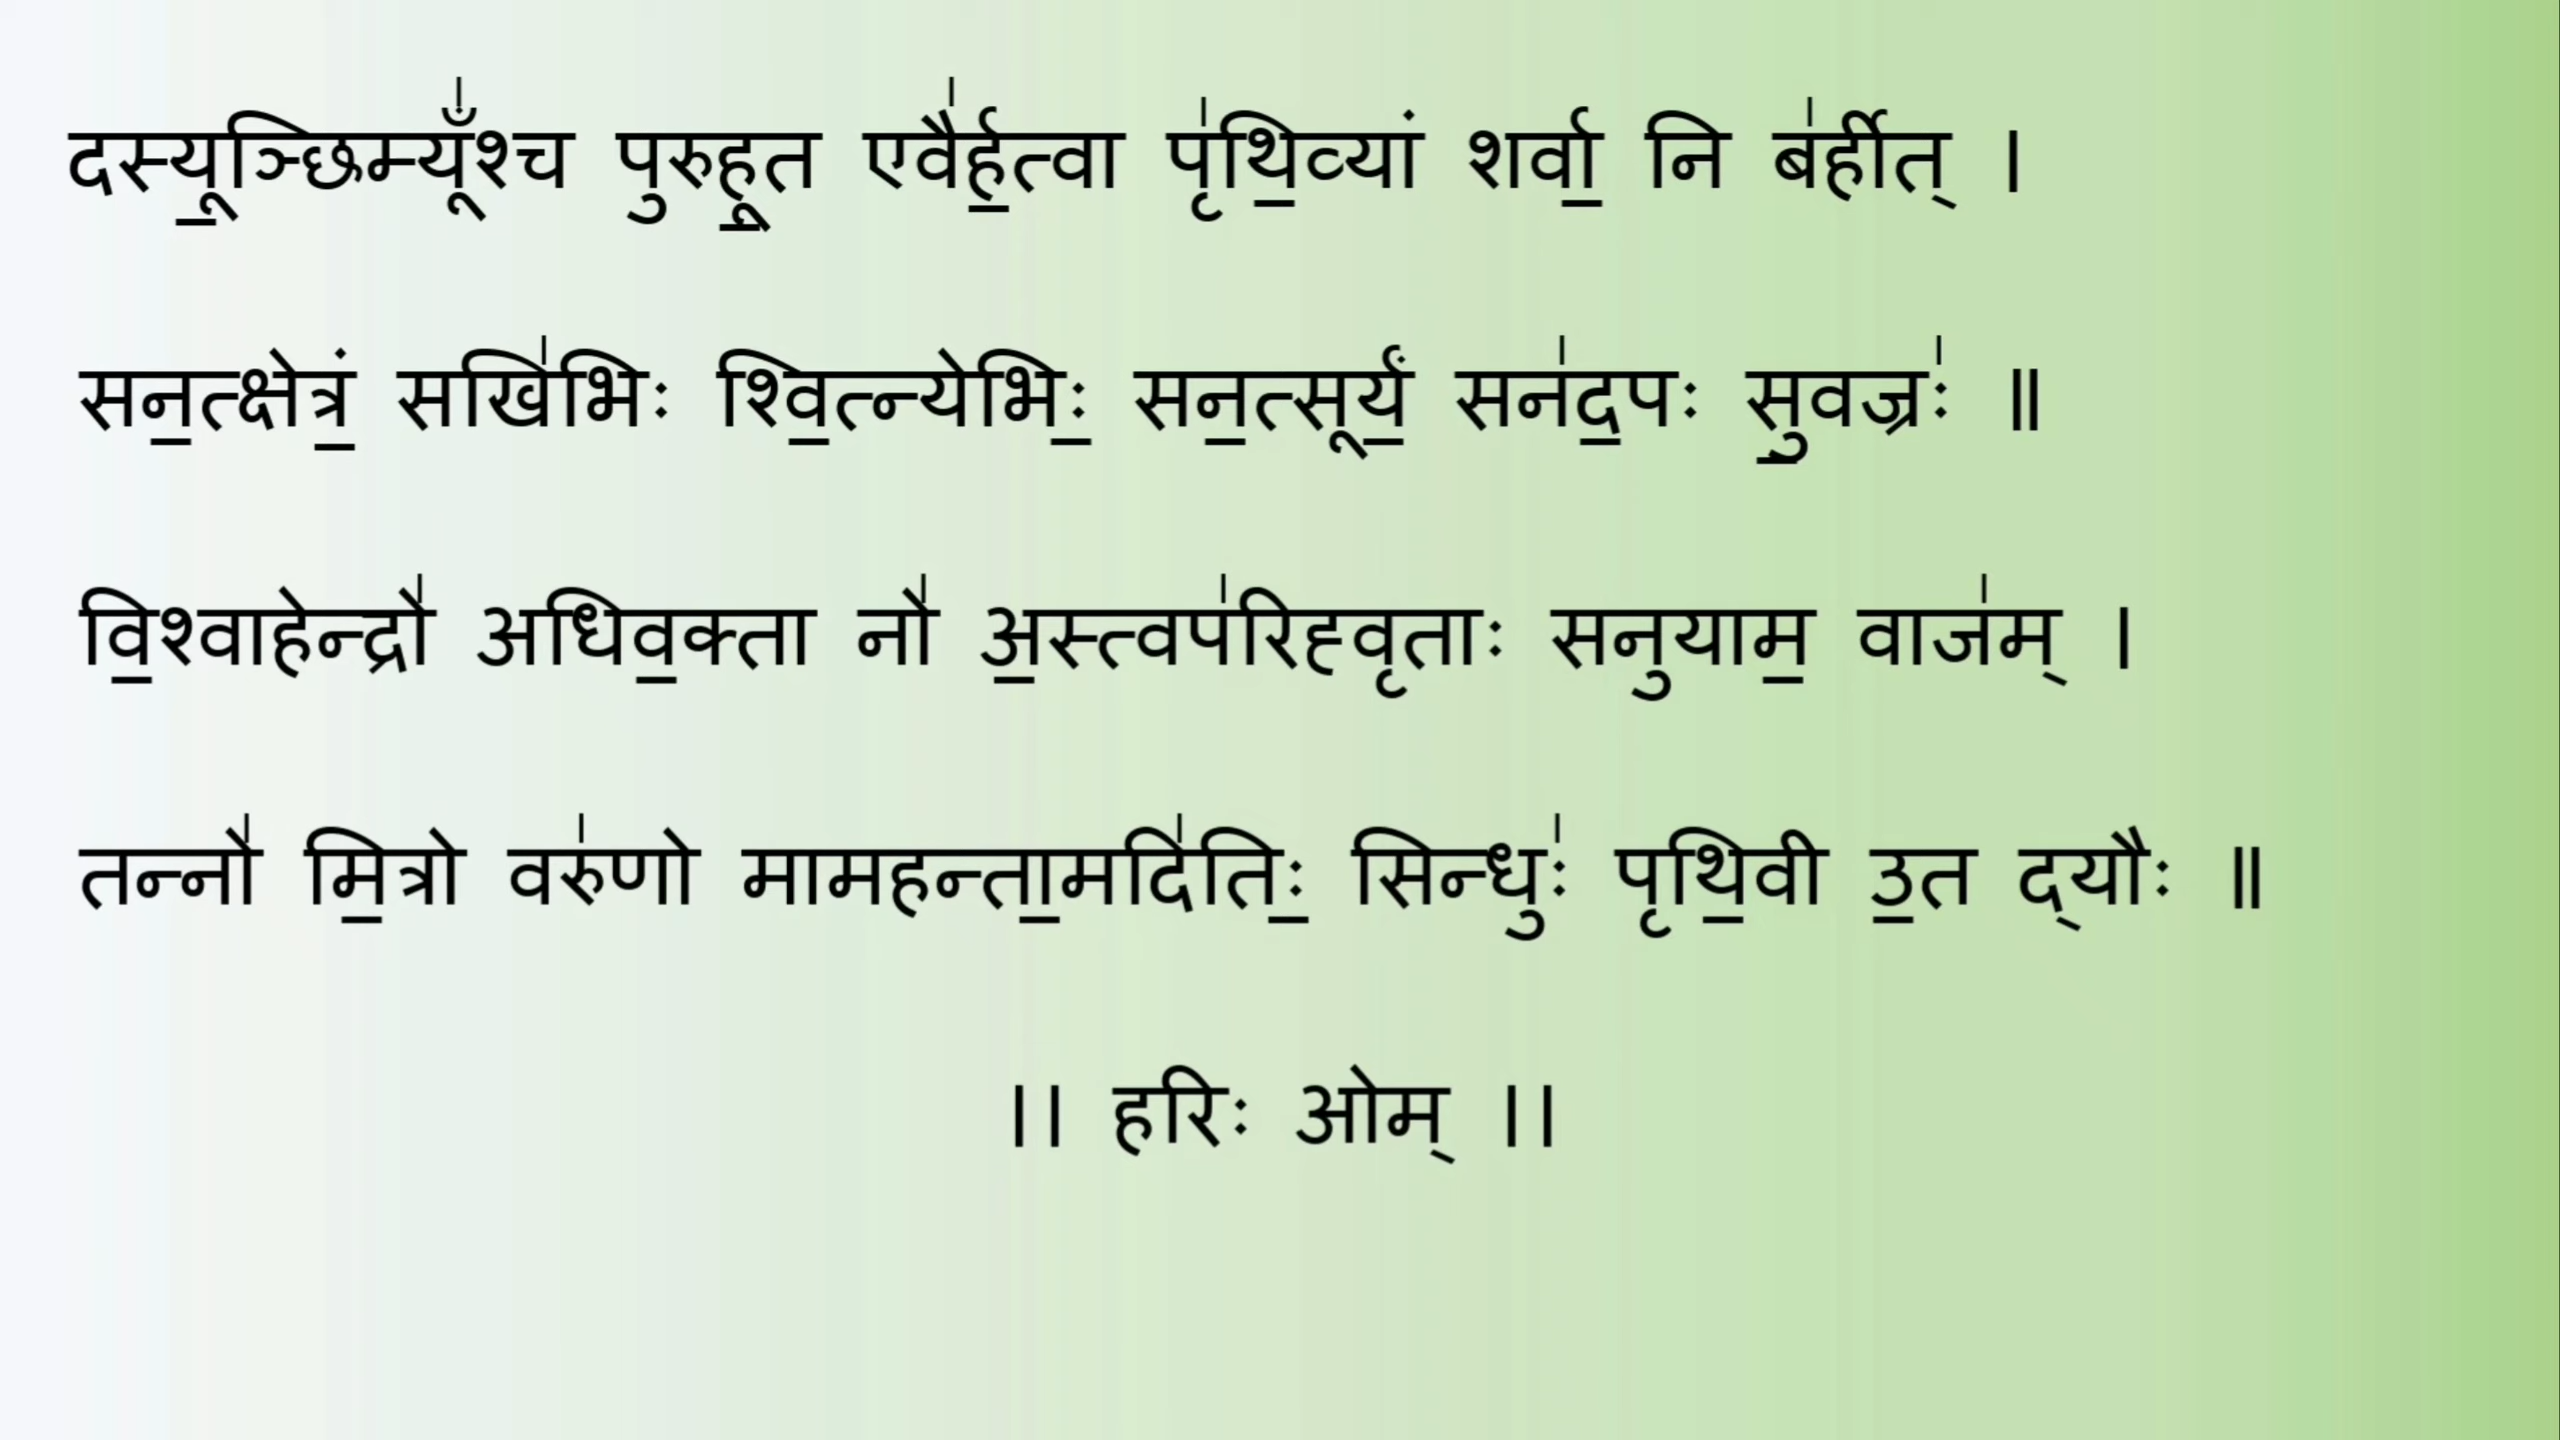 दस्यू॒ञ्छिम्यूँ॑श्च पुरुहू॒त एवै॑र्ह॒त्वा पृ॑थि॒व्यां शर्वा॒ नि ब॑र्हीत् ।
सन॒त्क्षेत्रं॒ सखि॑भिः श्वि॒त्न्येभिः॒ सन॒त्सूर्यं॒ सन॑द॒पः सु॒वज्रः॑ ॥
वि॒श्वाहेन्द्रो॑ अधिव॒क्ता नो॑ अ॒स्त्वप॑रिह्वृताः सनुयाम॒ वाज॑म् ।
तन्नो॑ मि॒त्रो वरु॑णो मामहन्ता॒मदि॑तिः॒ सिन्धुः॑ पृथि॒वी उ॒त द्‌यौः ॥
।। हरिः ओम् ।।